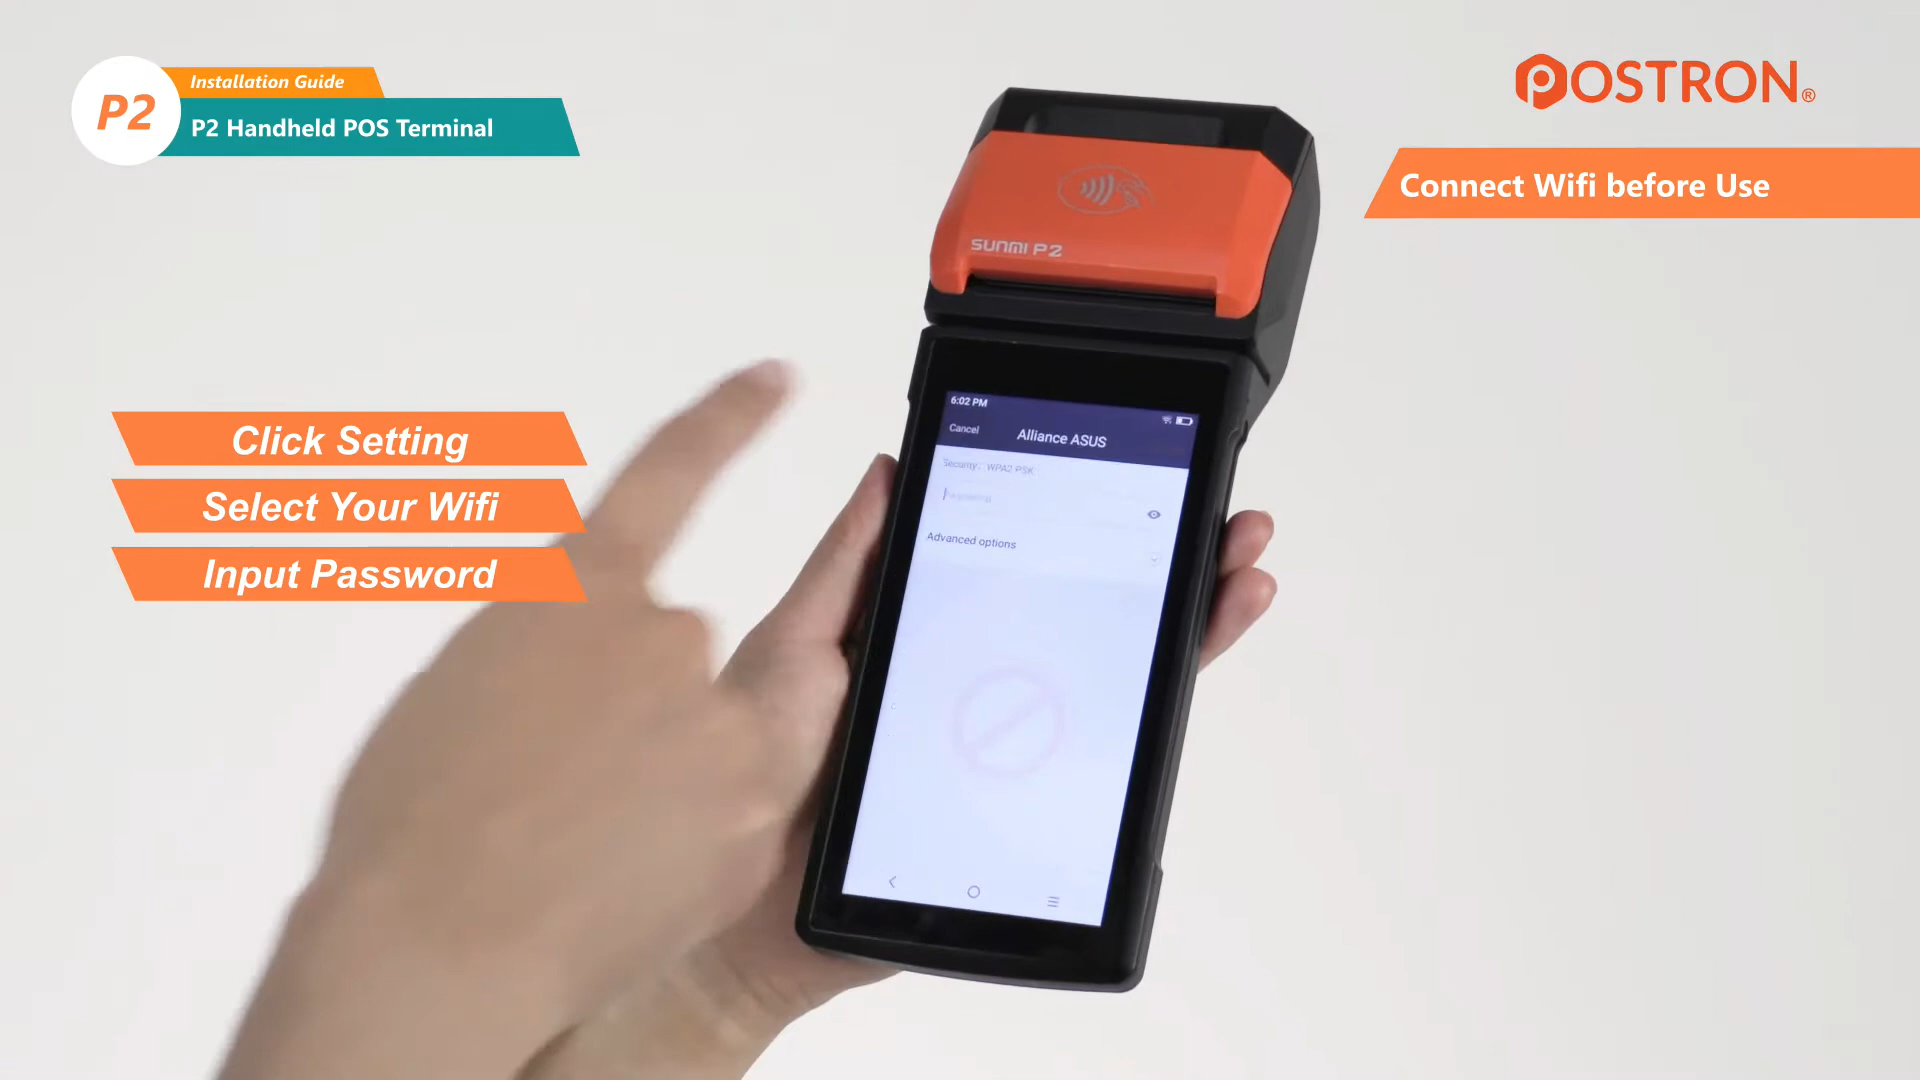 Installation Guide
P2
P2 Handheld POS Terminal
POSTRON®
Connect Wifi before Use
SUNMI P2
6:02 PM
Cancel
Alliance ASUS
Security: WPA2 PSK
Advanced options
Click Setting
Select Your Wifi
Input Password